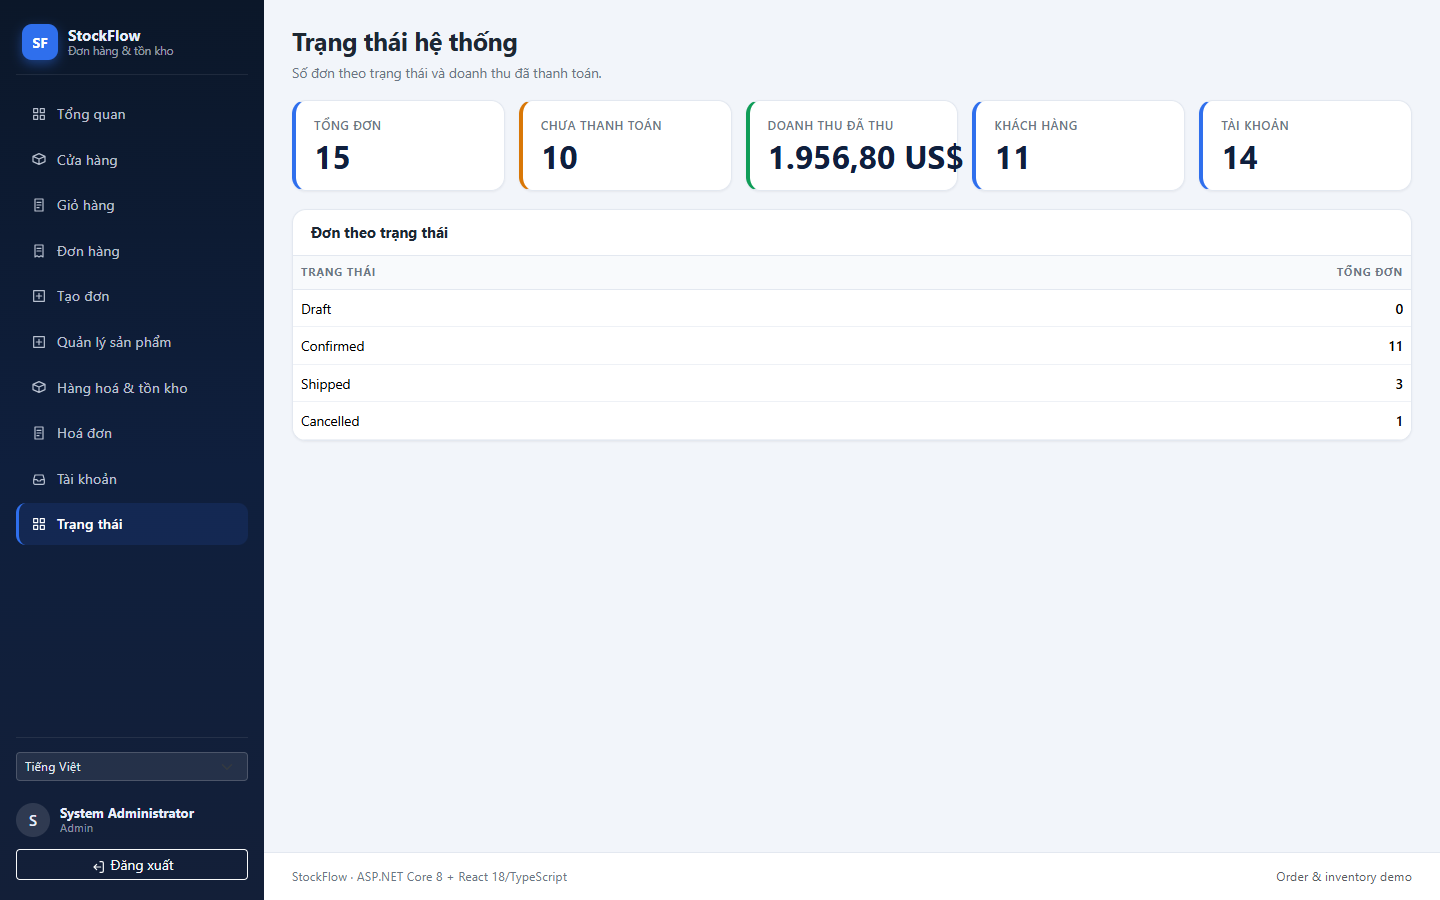 SF
StockFlow
Đơn hàng & tồn kho
Tổng quan
Cửa hàng
Giỏ hàng
Đơn hàng
Tạo đơn
Quản lý sản phẩm
Hàng hoá & tồn kho
Hoá đơn
Tài khoản
Trạng thái
Tiếng Việt
S
System Administrator
Admin
Đăng xuất
Trạng thái hệ thống
Số đơn theo trạng thái và doanh thu đã thanh toán.
TỔNG ĐƠN
15
CHƯA THANH TOÁN
10
DOANH THU ĐÃ THU
1.956,80 US$
KHÁCH HÀNG
11
TÀI KHOẢN
14
Đơn theo trạng thái
TRẠNG THÁI TỔNG ĐƠN
Draft 0
Confirmed 11
Shipped 3
Cancelled 1
StockFlow · ASP.NET Core 8 + React 18/TypeScript
Order & inventory demo